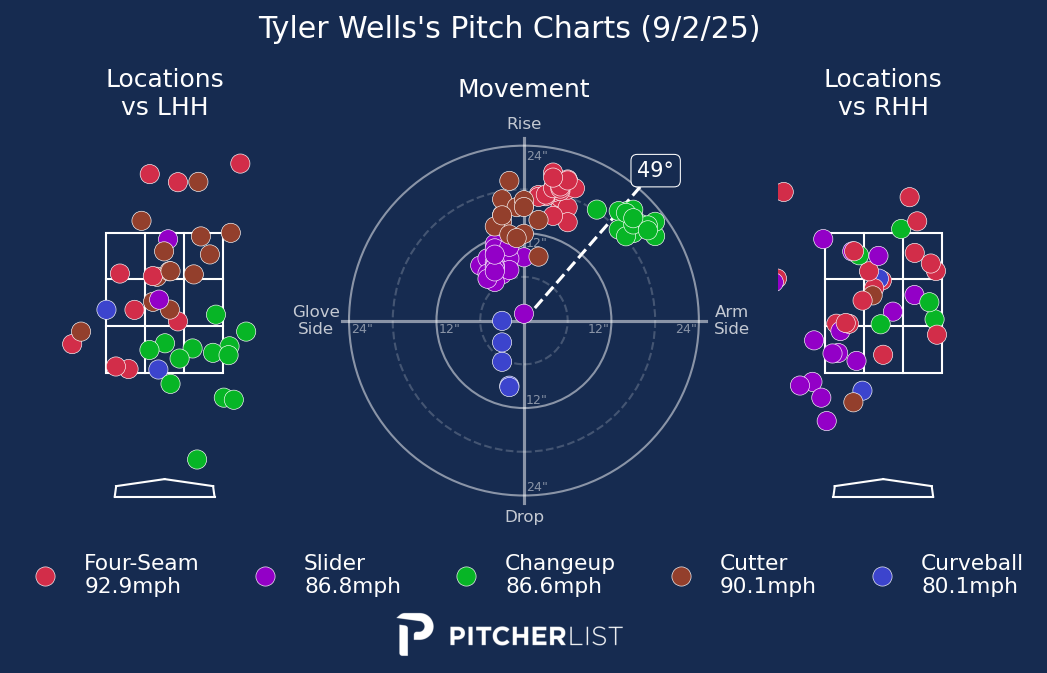 Tyler Wells's Pitch Charts (9/2/25)
Locations
vs LHH
Movement
Locations
vs RHH
Rise
24"
49°
12"
Glove
Side
24"
12"
12"
24"
Arm
Side
12"
24"
Drop
Four-Seam
92.9mph
Slider
86.8mph
Changeup
86.6mph
Cutter
90.1mph
Curveball
80.1mph
PITCHERLIST